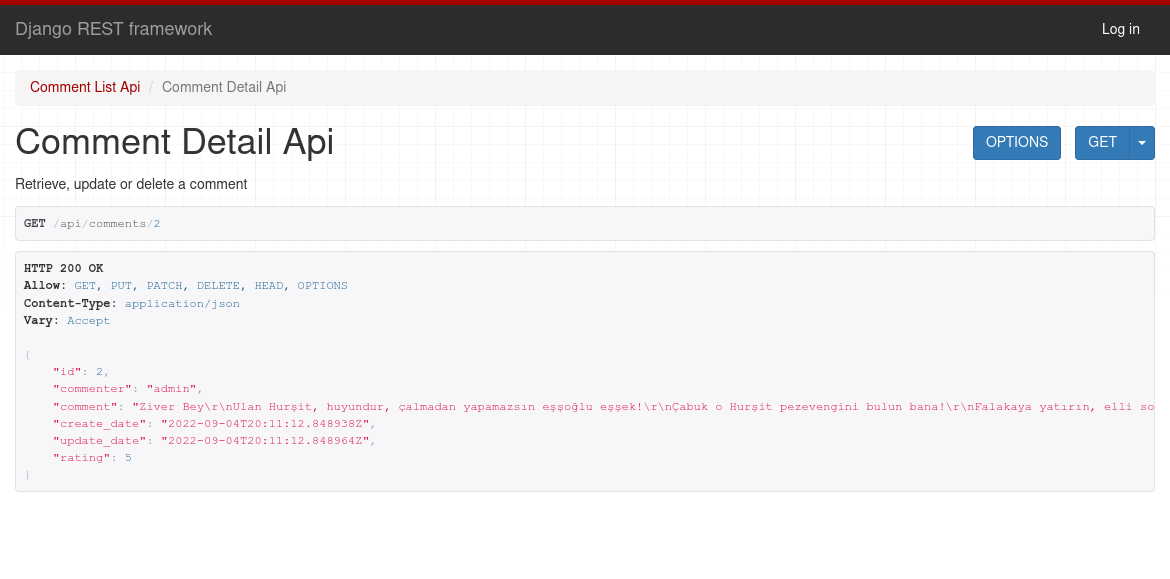 Django REST framework
Log in
Comment List Api / Comment Detail Api
Comment Detail Api
OPTIONS
GET
Retrieve, update or delete a comment
GET /api/comments/2
HTTP 200 OK
Allow: GET, PUT, PATCH, DELETE, HEAD, OPTIONS
Content-Type: application/json
Vary: Accept
{
"id": 2,
"commenter": "admin",
"comment": "Ziver Bey\r\nUlan Hurşit, huyundur, çalmadan yapamazsın eşşoğlu eşşek!\r\nÇabuk o Hurşit pezevengini bulun bana!\r\nFalakaya yatırın, elli so
"create_date": "2022-09-04T20:11:12.848938Z",
"update_date": "2022-09-04T20:11:12.848964Z",
"rating": 5
}